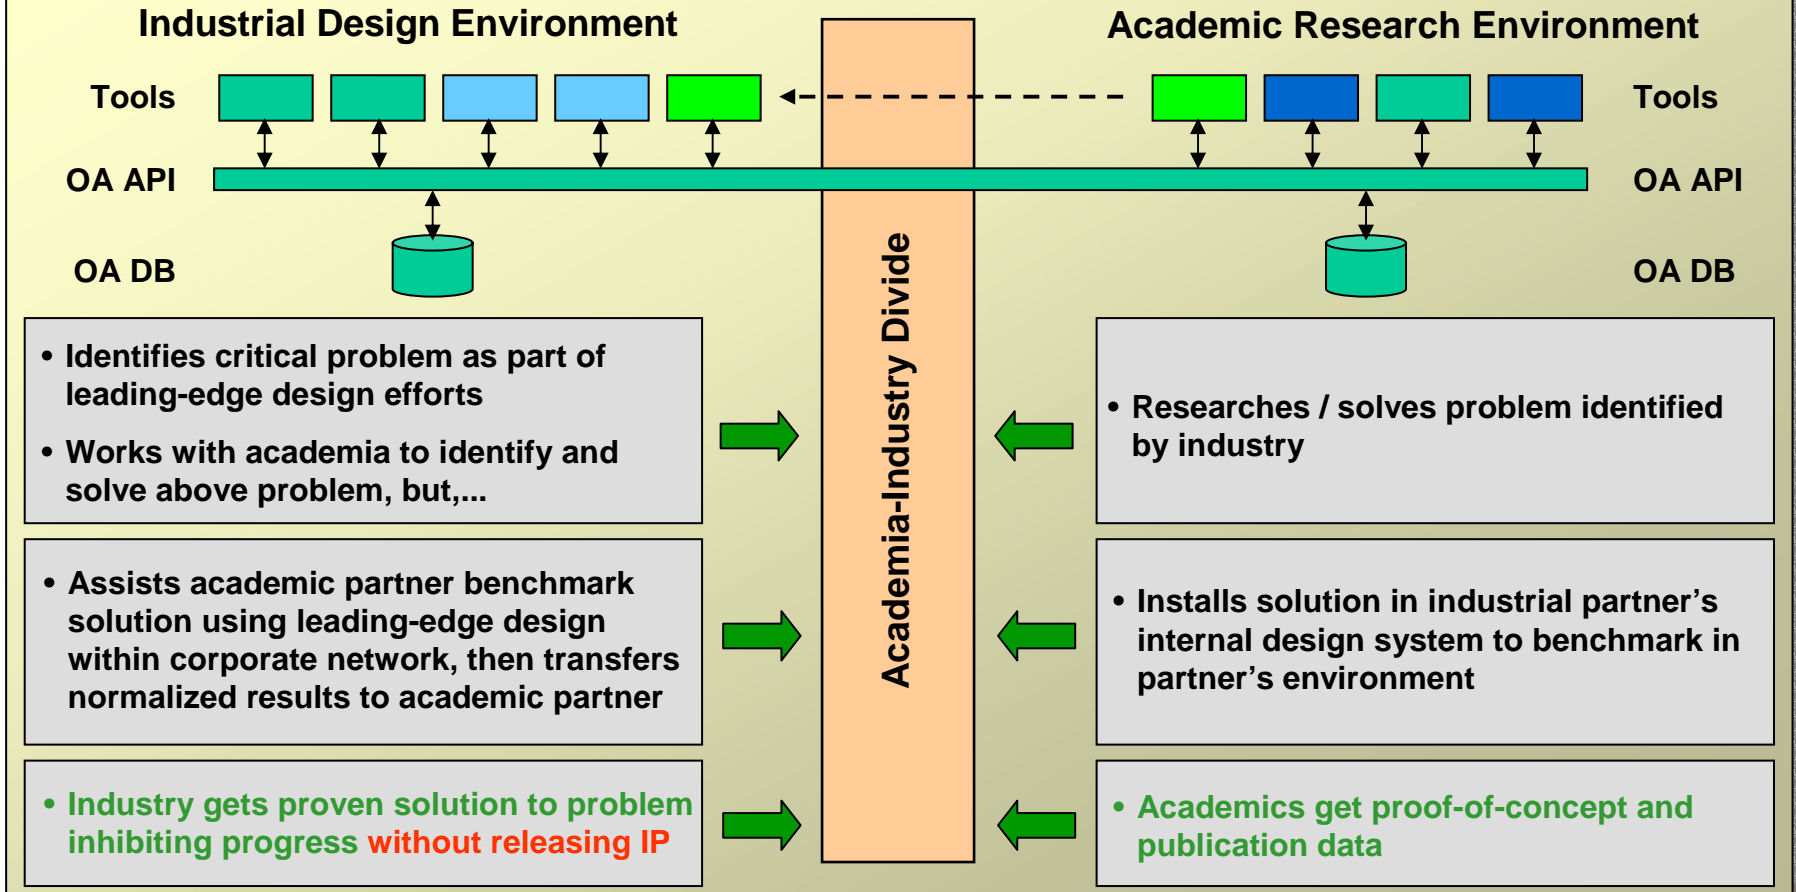 Industrial Design Environment
Academic Research Environment
Tools
Tools
OA API
OA API
OA DB
OA DB
Academia-Industry Divide
• Identifies critical problem as part of
leading-edge design efforts
• Works with academia to identify and
solve above problem, but,...
• Researches / solves problem identified
by industry
• Assists academic partner benchmark
solution using leading-edge design
within corporate network, then transfers
normalized results to academic partner
• Installs solution in industrial partner’s
internal design system to benchmark in
partner’s environment
• Industry gets proven solution to problem
inhibiting progress without releasing IP
• Academics get proof-of-concept and
publication data